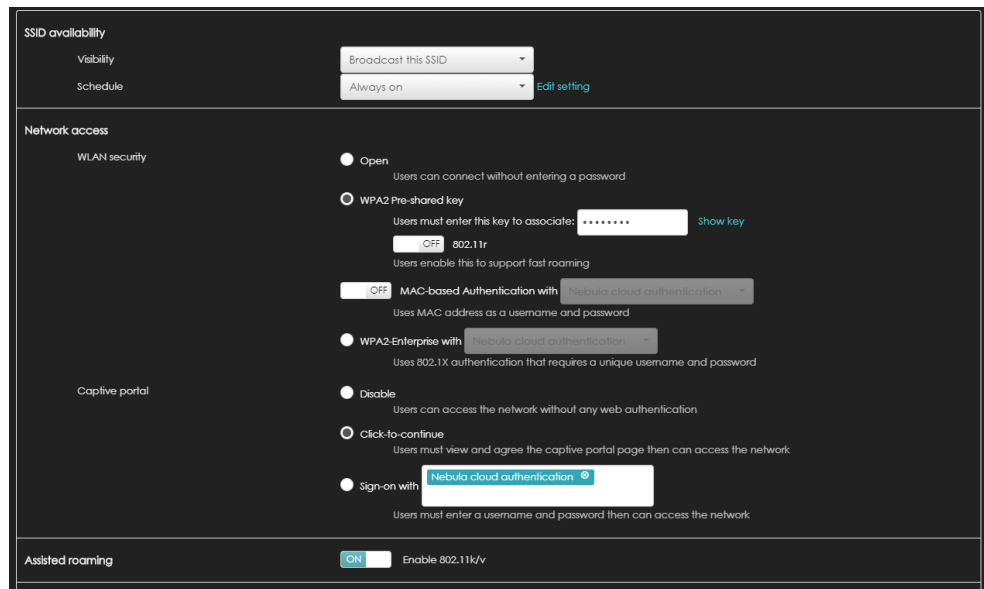 SSID availability
Visibility
Broadcast this SSID
Schedule
Always on
Edit setting
Network access
WLAN security
Open
Users can connect without entering a password
WPA2 Pre-shared key
Users must enter this key to associate: ••••••••
Show key
OFF 802.11r
Users enable this to support fast roaming
OFF MAC-based Authentication with Nebula cloud authentication
Uses MAC address as a username and password
WPA2-Enterprise with Nebula cloud authentication
Uses 802.1X authentication that requires a unique username and password
Captive portal
Disable
Users can access the network without any web authentication
Click-to-continue
Users must view and agree the captive portal page then can access the network
Sign-on with Nebula cloud authentication
Users must enter a username and password then can access the network
Assisted roaming
ON Enable 802.11k/v